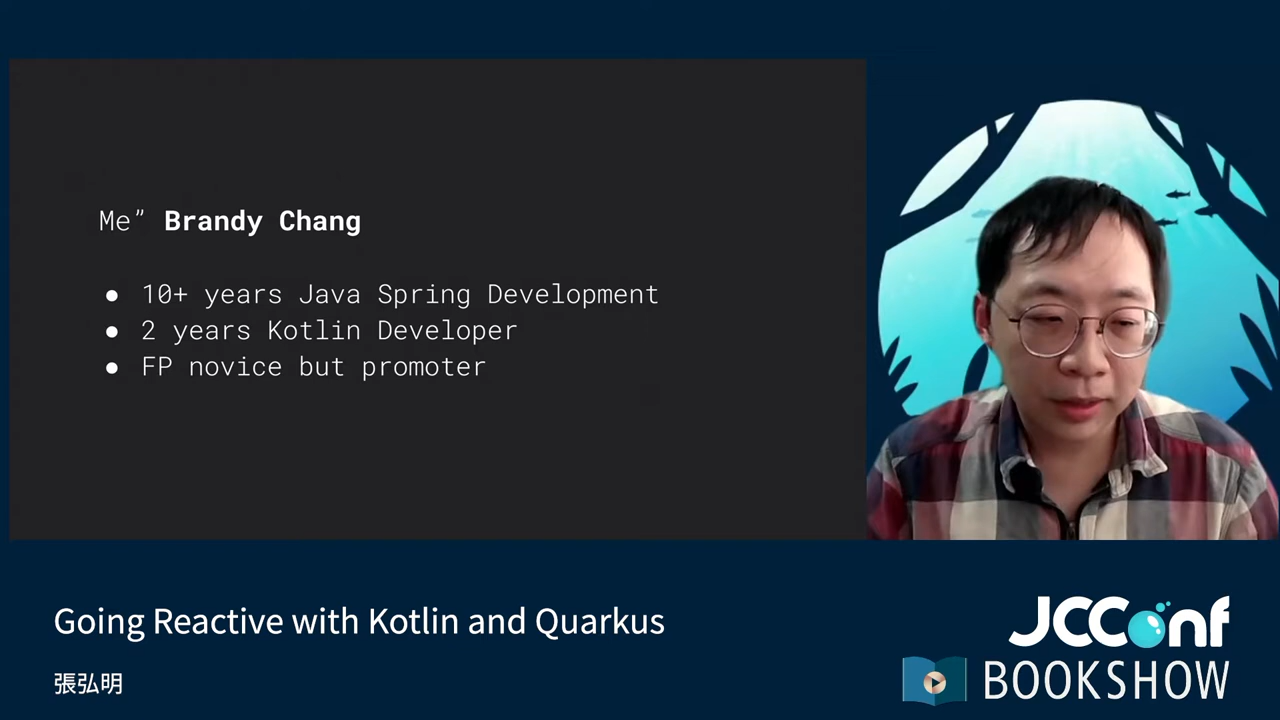 Me” Brandy Chang
● 10+ years Java Spring Development
● 2 years Kotlin Developer
● FP novice but promoter
Going Reactive with Kotlin and Quarkus
張弘明
JCConf
BOOKSHOW